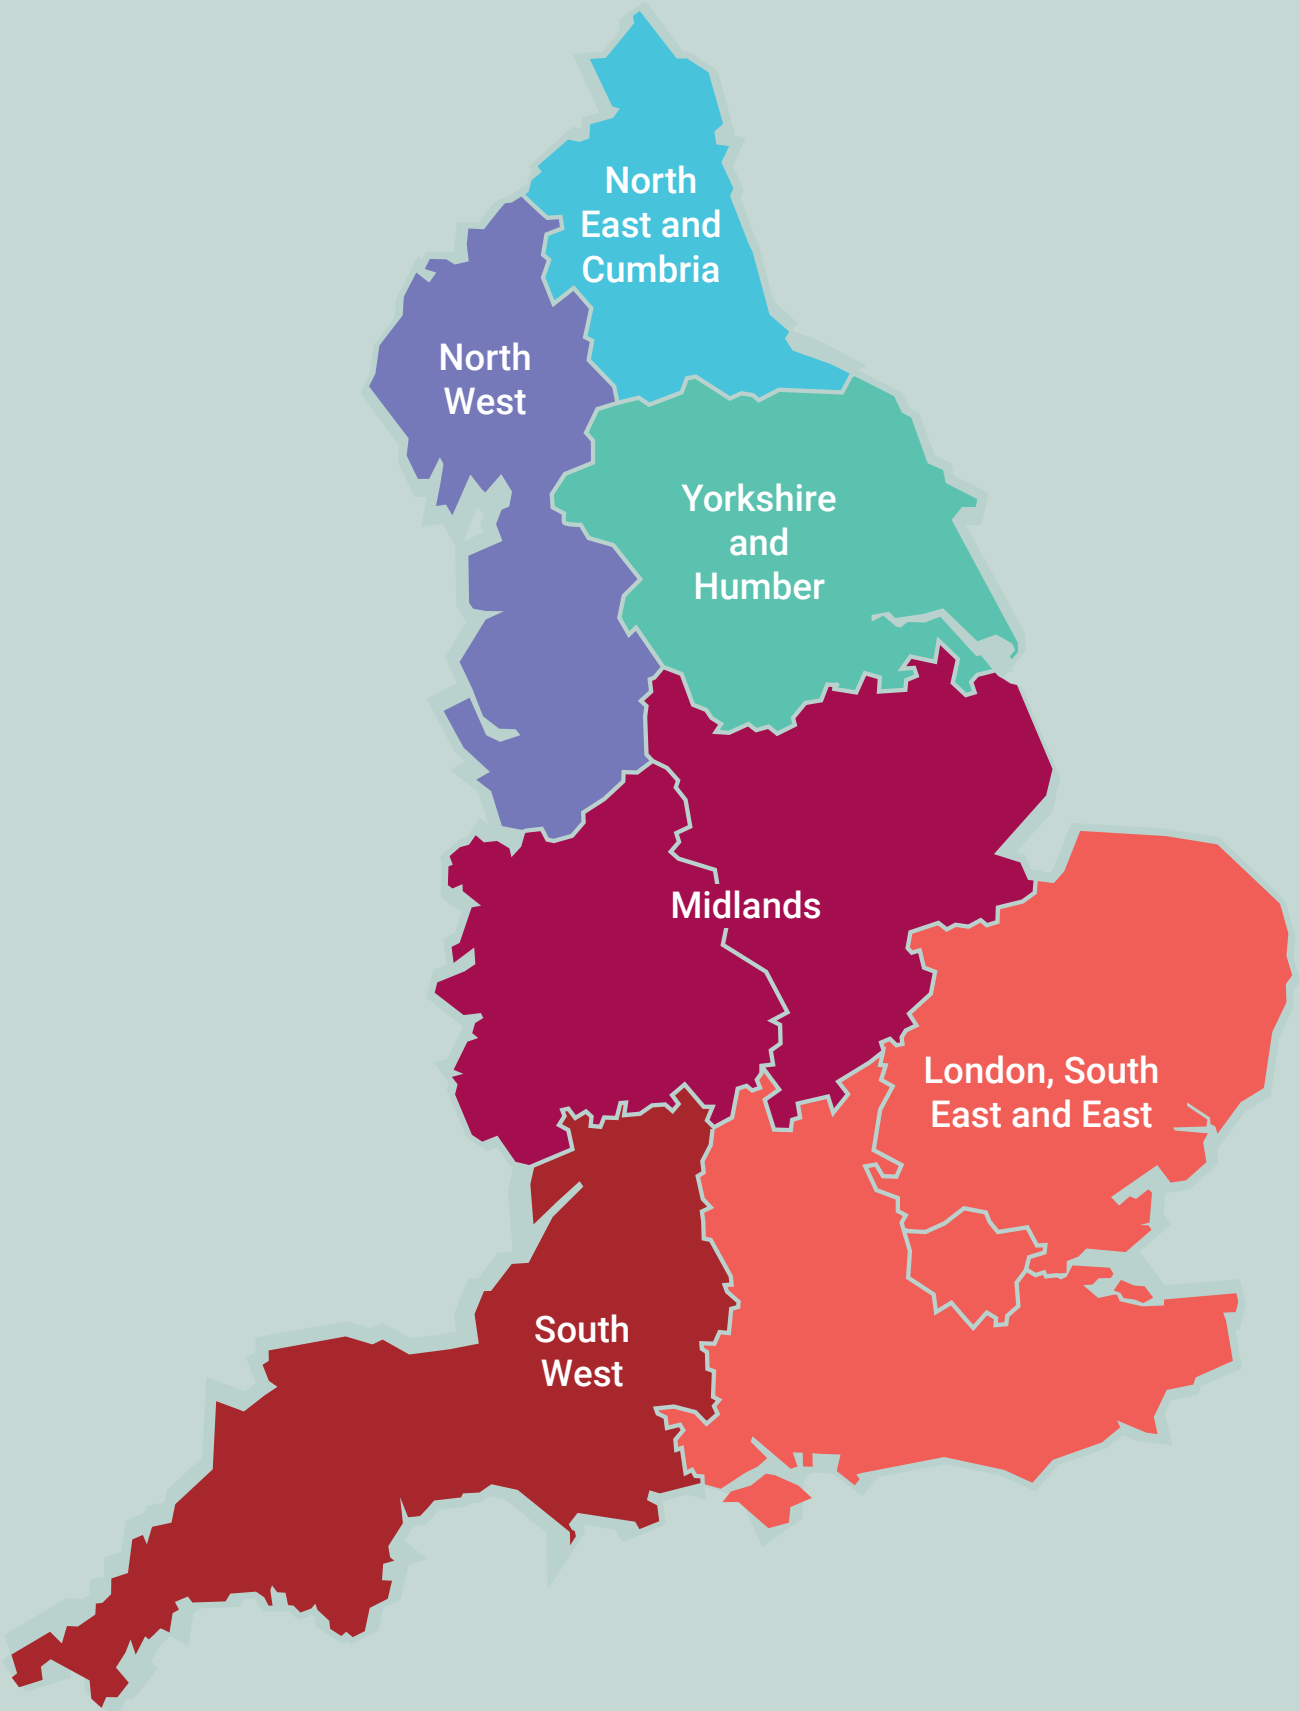 North
East and
Cumbria
North
West
Yorkshire
and
Humber
Midlands
London, South
East and East
South
West